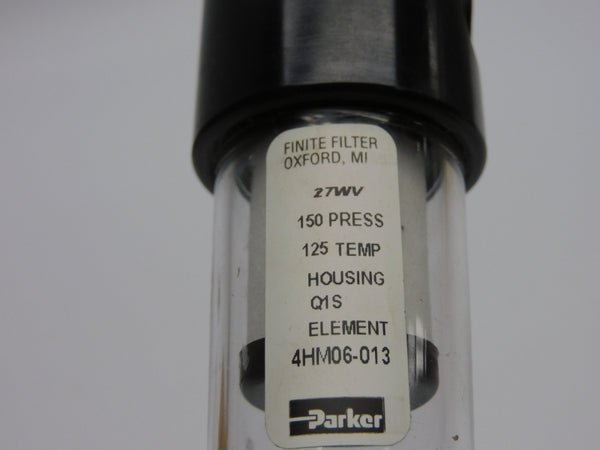 FINITE FILTER
OXFORD, MI
27WV
150 PRESS
125 TEMP
HOUSING
Q1S
ELEMENT
4HM06-013
Parker